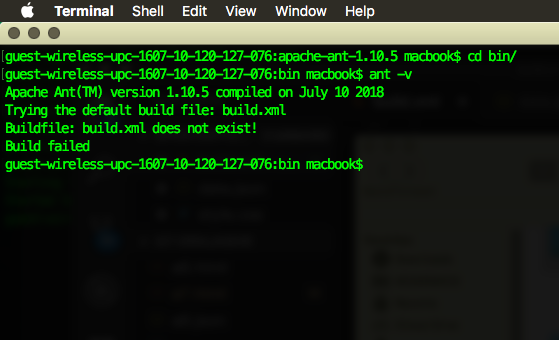 Terminal Shell Edit View Window Help
[guest-wireless-upc-1607-10-120-127-076:apache-ant-1.10.5 macbook$ cd bin/
[guest-wireless-upc-1607-10-120-127-076:bin macbook$ ant -v
Apache Ant(TM) version 1.10.5 compiled on July 10 2018
Trying the default build file: build.xml
Buildfile: build.xml does not exist!
Build failed
guest-wireless-upc-1607-10-120-127-076:bin macbook$